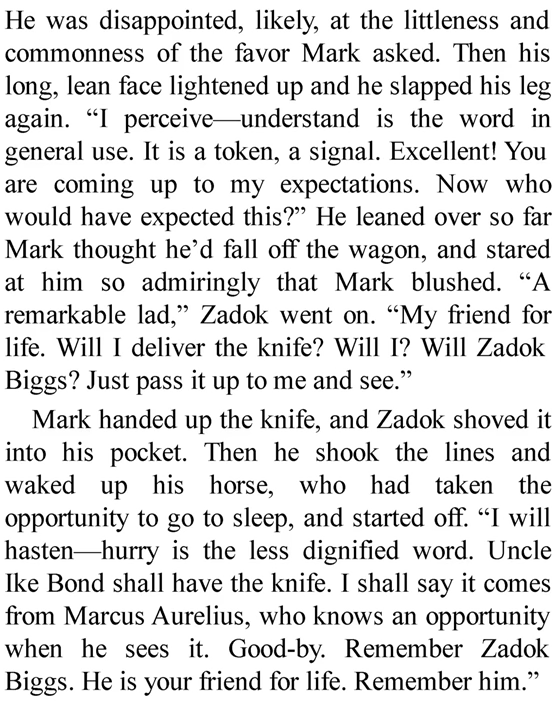 He was disappointed, likely, at the littleness and
commonness of the favor Mark asked. Then his
long, lean face lightened up and he slapped his leg
again. “I perceive—understand is the word in
general use. It is a token, a signal. Excellent! You
are coming up to my expectations. Now who
would have expected this?” He leaned over so far
Mark thought he’d fall off the wagon, and stared
at him so admiringly that Mark blushed. “A
remarkable lad,” Zadok went on. “My friend for
life. Will I deliver the knife? Will I? Will Zadok
Biggs? Just pass it up to me and see.”
Mark handed up the knife, and Zadok shoved it
into his pocket. Then he shook the lines and
waked up his horse, who had taken the
opportunity to go to sleep, and started off. “I will
hasten—hurry is the less dignified word. Uncle
Ike Bond shall have the knife. I shall say it comes
from Marcus Aurelius, who knows an opportunity
when he sees it. Good-by. Remember Zadok
Biggs. He is your friend for life. Remember him.”